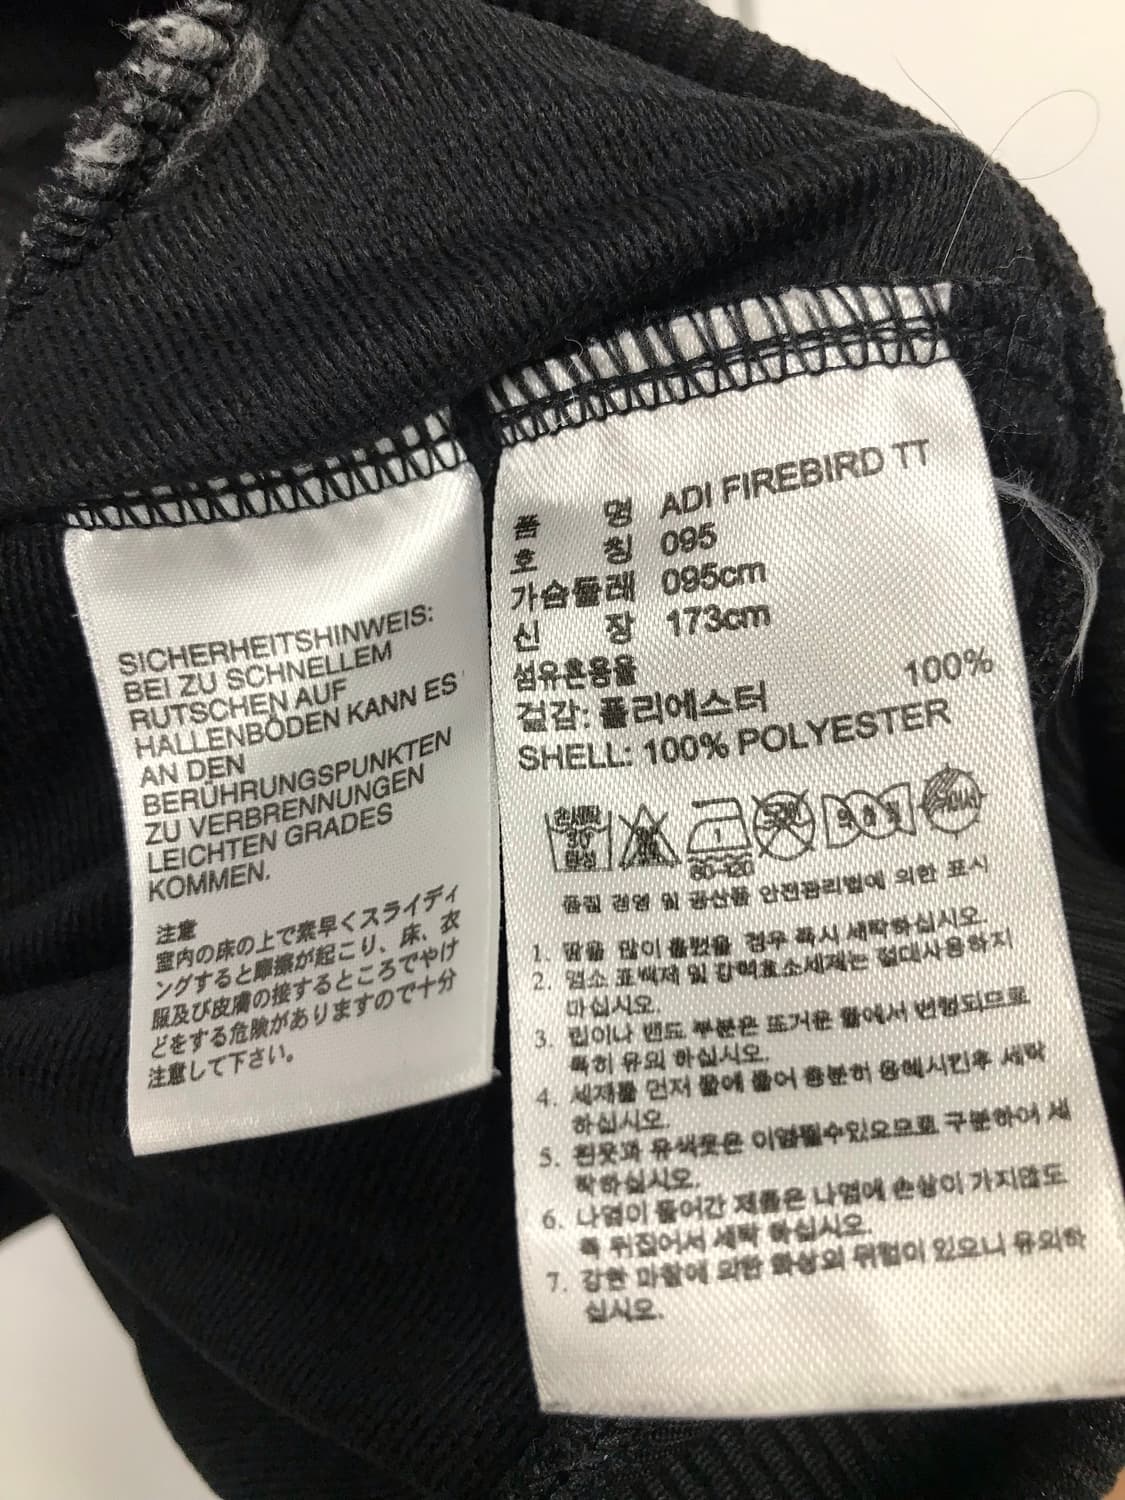 SICHERHEITSHINWEIS:
BEI ZU SCHNELLEM
RUTSCHEN AUF
HALLENBÖDEN KANN ES
AN DEN
BERÜHRUNGSPUNKTEN
ZU VERBRENNUNGEN
LEICHTEN GRADES
KOMMEN.
注意
室内の床の上で素早くスライディ
ングすると摩擦が起こり、床、衣
服及び皮膚の接するところでやけ
どをする危険がありますので十分
注意して下さい。
품 명 ADI FIREBIRD TT
호 칭 095
가슴둘레 095cm
신 장 173cm
섬유혼용율
겉감: 폴리에스터 100%
SHELL: 100% POLYESTER
손세탁 30° 중성
80-120
품질 경영 및 공산품 안전관리법에 의한 표시
1. 땀을 많이 흘렸을 경우 즉시 세탁하십시오.
2. 염소 표백제 및 강력효소세제는 절대사용하지
마십시오.
3. 립이나 밴드 부분은 뜨거운 물에서 변형되므로
특히 유의 하십시오.
4. 세제를 먼저 물에 풀어 충분히 용해시킨후 세탁
하십시오.
5. 흰옷과 유색옷은 이염될수있으므로 구분하여 세
탁하십시오.
6. 나염이 들어간 제품은 나염에 손상이 가지않도
록 뒤집어서 세탁 하십시오.
7. 강한 마찰에 의한 화상의 위험이 있으니 유의하
십시오.